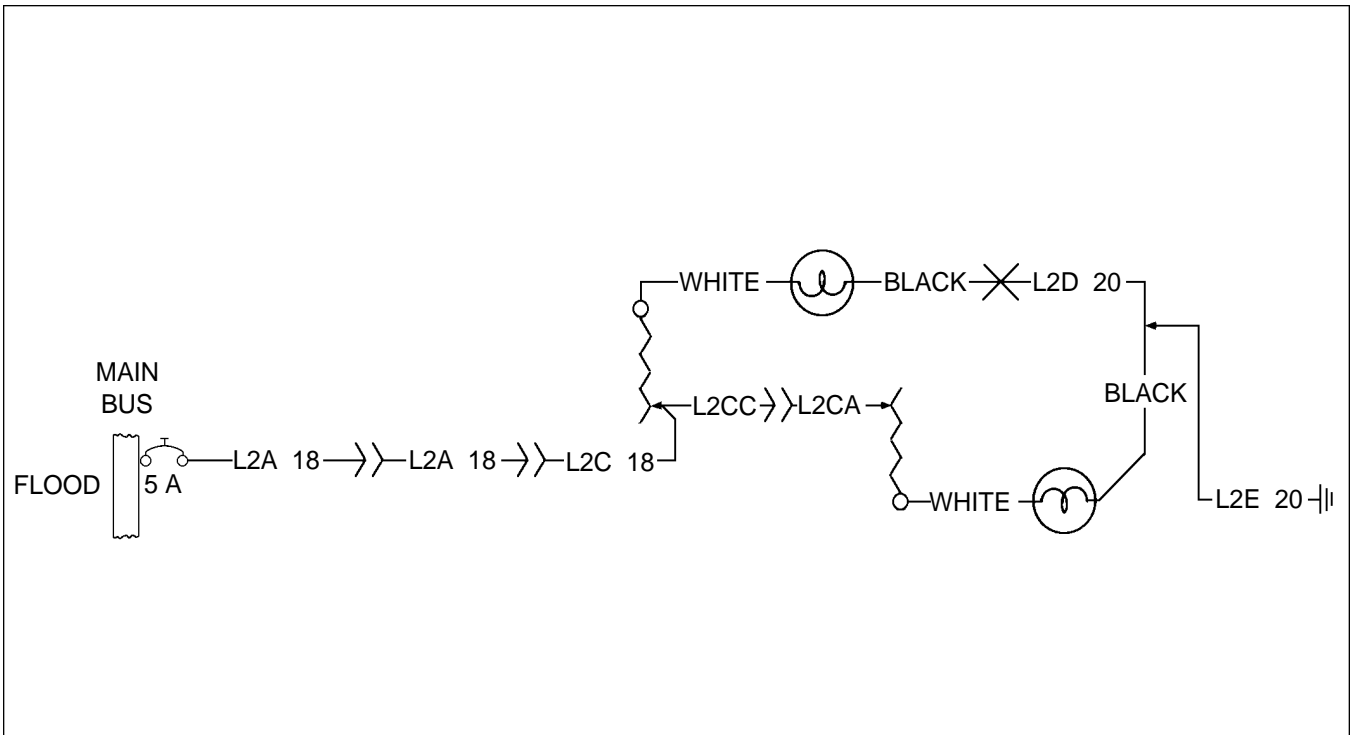 WHITE
BLACK
L2D 20
MAIN
BUS
L2CC
L2CA
BLACK
L2A 18
L2A 18
L2C 18
FLOOD
5 A
WHITE
L2E 20